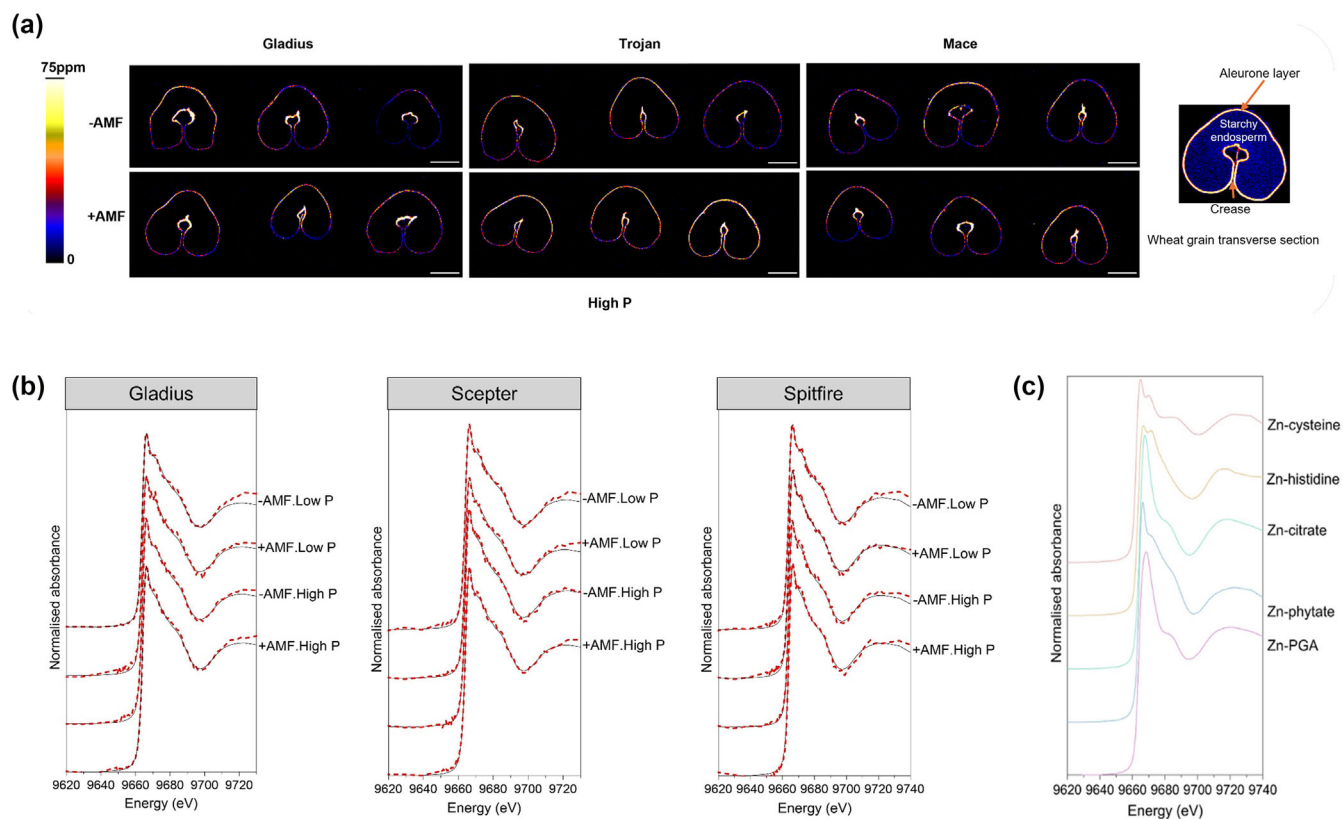 (a)
Gladius Trojan Mace
75ppm
0
-AMF
+AMF
High P
Aleurone layer
Starchy
endosperm
Crease
Wheat grain transverse section
(b)
Gladius
Normalised absorbance
-AMF.Low P
+AMF.Low P
-AMF.High P
+AMF.High P
9620 9640 9660 9680 9700 9720
Energy (eV)
Scepter
Normalised absorbance
-AMF.Low P
+AMF.Low P
-AMF.High P
+AMF.High P
9620 9640 9660 9680 9700 9720
Energy (eV)
Spitfire
Normalised absorbance
-AMF.Low P
+AMF.Low P
-AMF.High P
+AMF.High P
9620 9640 9660 9680 9700 9720 9740
Energy (eV)
(c)
Normalised absorbance
Zn-cysteine
Zn-histidine
Zn-citrate
Zn-phytate
Zn-PGA
9620 9640 9660 9680 9700 9720 9740
Energy (eV)